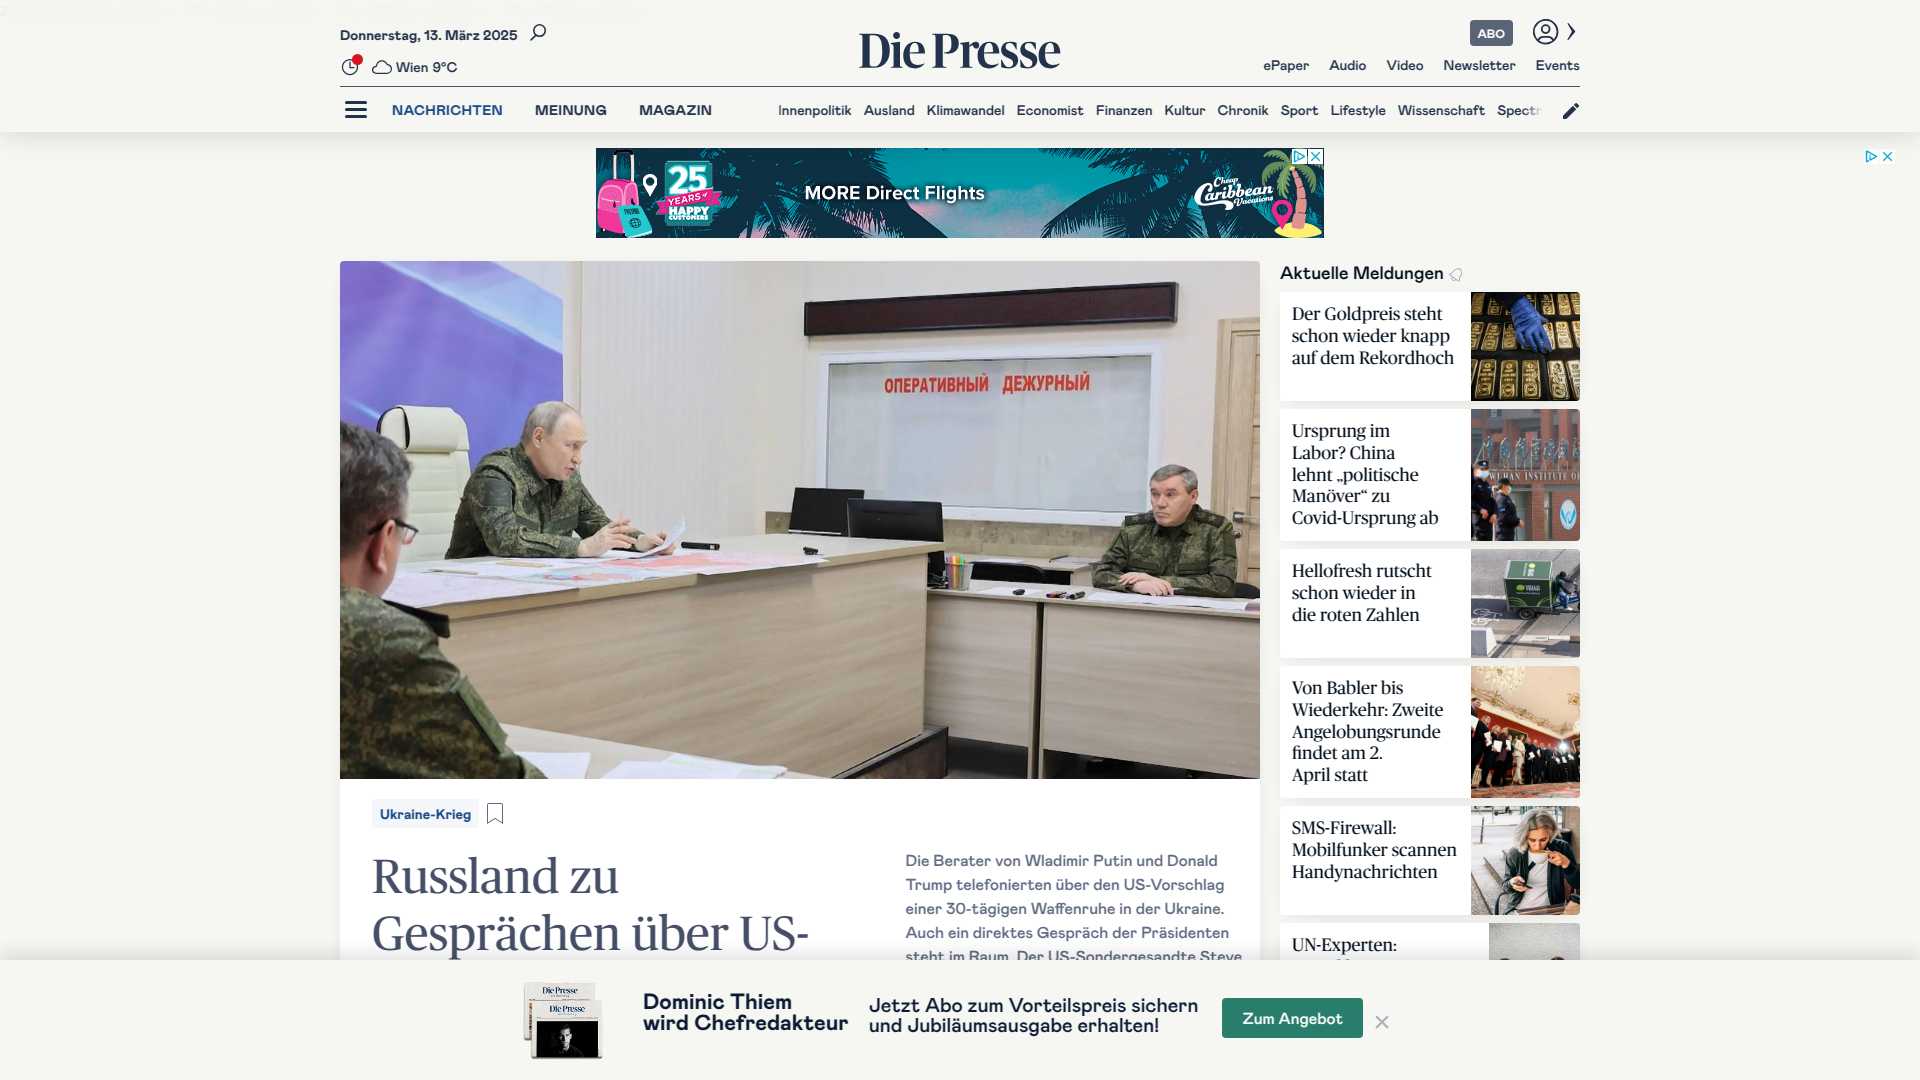 Donnerstag, 13. März 2025
Wien 9°C
Die Presse
ABO
ePaper Audio Video Newsletter Events
NACHRICHTEN MEINUNG MAGAZIN
Innenpolitik Ausland Klimawandel Economist Finanzen Kultur Chronik Sport Lifestyle Wissenschaft Spectr
25
YEARS of
HAPPY
CUSTOMERS
MORE Direct Flights
Cheap
Caribbean
Vacations
ОПЕРАТИВНЫЙ ДЕЖУРНЫЙ
Ukraine-Krieg
Russland zu
Gesprächen über US-
Die Berater von Wladimir Putin und Donald
Trump telefonierten über den US-Vorschlag
einer 30-tägigen Waffenruhe in der Ukraine.
Auch ein direktes Gespräch der Präsidenten
steht im Raum. Der US-Sondergesandte Steve
Aktuelle Meldungen
Der Goldpreis steht
schon wieder knapp
auf dem Rekordhoch
Ursprung im
Labor? China
lehnt „politische
Manöver“ zu
Covid-Ursprung ab
WUHAN INSTITUTE OF
Hellofresh rutscht
schon wieder in
die roten Zahlen
Von Babler bis
Wiederkehr: Zweite
Angelobungsrunde
findet am 2.
April statt
SMS-Firewall:
Mobilfunker scannen
Handynachrichten
UN-Experten:
Die Presse
Die Presse
Dominic Thiem
wird Chefredakteur
Jetzt Abo zum Vorteilspreis sichern
und Jubiläumsausgabe erhalten!
Zum Angebot